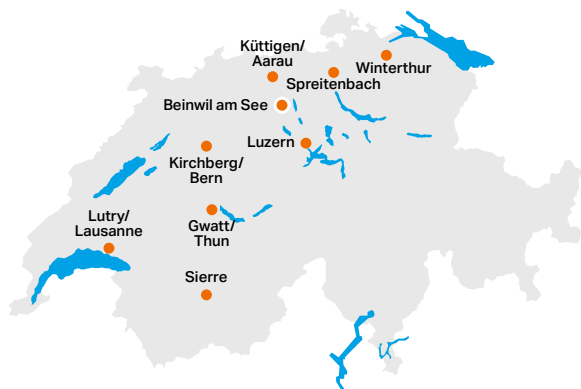 Küttigen/
Aarau
Winterthur
Spreitenbach
Beinwil am See
Luzern
Kirchberg/
Bern
Lutry/
Lausanne
Gwatt/
Thun
Sierre